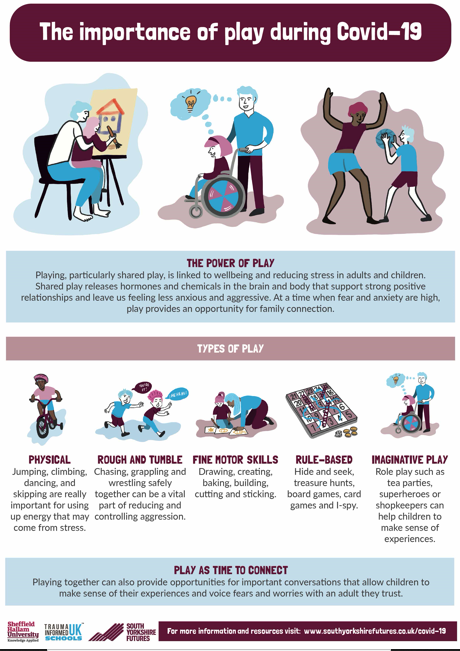 The importance of play during Covid-19
THE POWER OF PLAY
Playing, particularly shared play, is linked to wellbeing and reducing stress in adults and children.
Shared play releases hormones and chemicals in the brain and body that support strong positive
relationships and leave us feeling less anxious and aggressive. At a time when fear and anxiety are high,
play provides an opportunity for family connection.
TYPES OF PLAY
PHYSICAL
Jumping, climbing,
dancing, and
skipping are really
important for using
up energy that may
come from stress.
ROUGH AND TUMBLE
Chasing, grappling and
wrestling safely
together can be a vital
part of reducing and
controlling aggression.
FINE MOTOR SKILLS
Drawing, creating,
baking, building,
cutting and sticking.
RULE-BASED
Hide and seek,
treasure hunts,
board games, card
games and I-spy.
IMAGINATIVE PLAY
Role play such as
tea parties,
superheroes or
shopkeepers can
help children to
make sense of
experiences.
PLAY AS TIME TO CONNECT
Playing together can also provide opportunities for important conversations that allow children to
make sense of their experiences and voice fears and worries with an adult they trust.
Sheffield
Hallam
University
Knowledge Applied
TRAUMA
INFORMED
SCHOOLS
UK
SOUTH
YORKSHIRE
FUTURES
For more information and resources visit: www.southyorkshirefutures.co.uk/covid-19